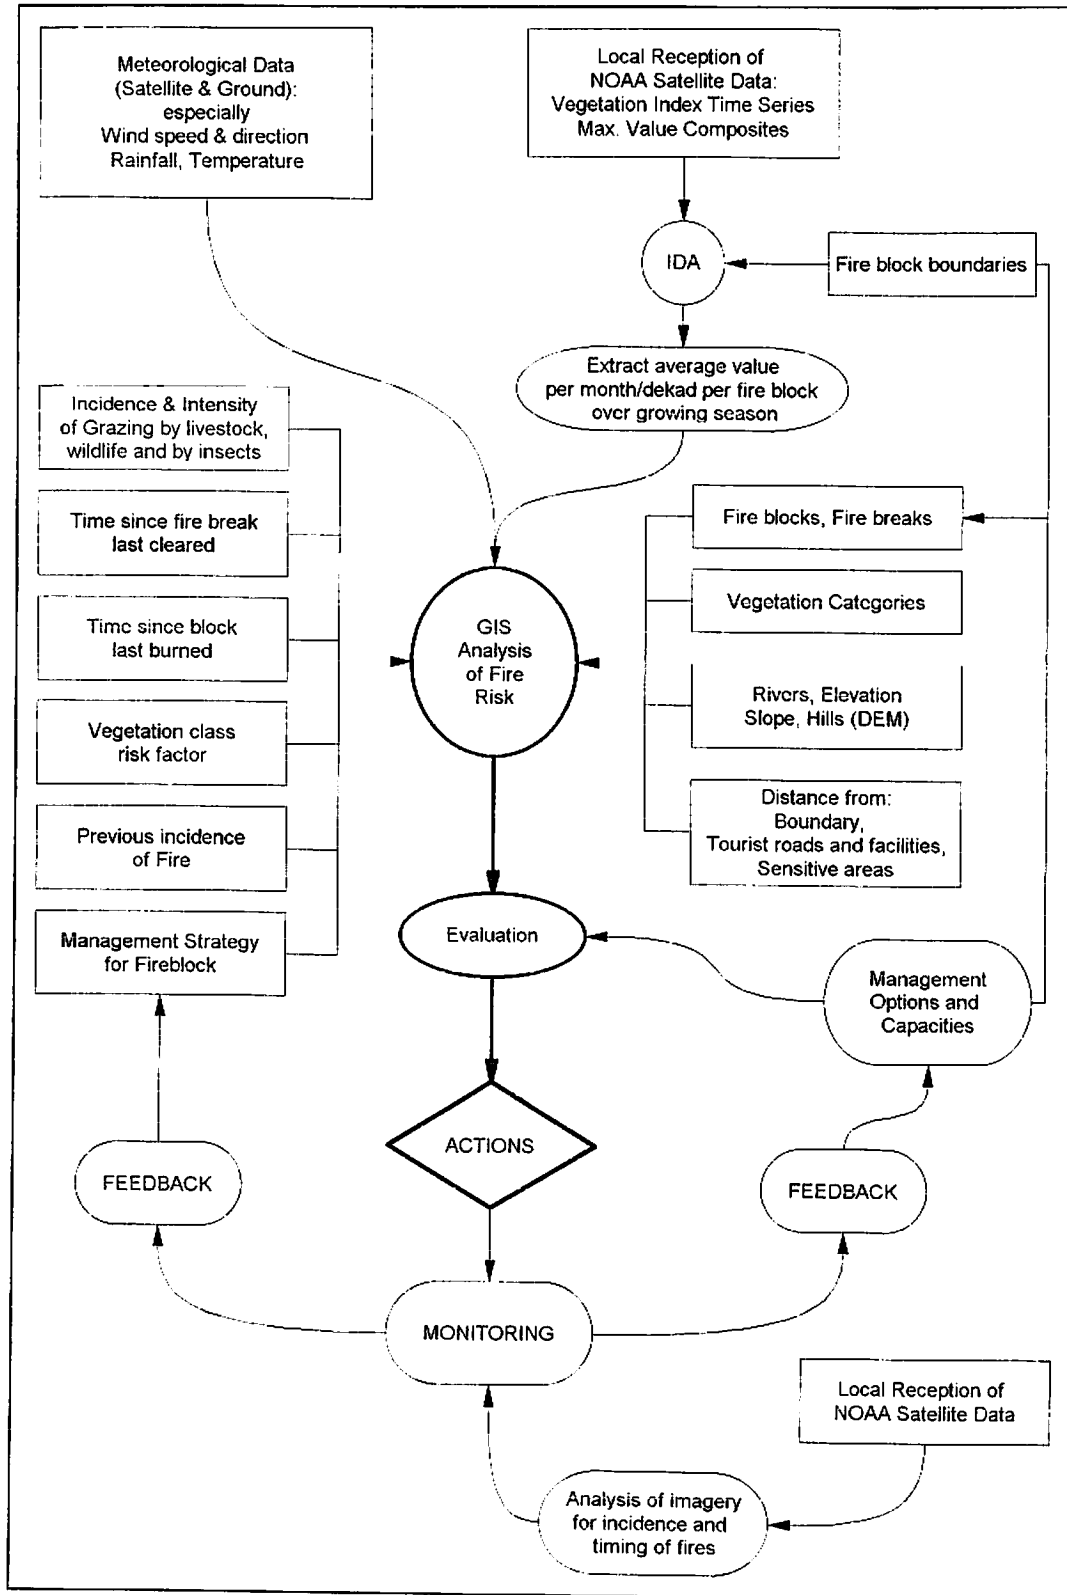 Meteorological Data
(Satellite & Ground):
especially
Wind speed & direction
Rainfall, Temperature
Local Reception of
NOAA Satellite Data:
Vegetation Index Time Series
Max. Value Composites
IDA
Fire block boundaries
Extract average value
per month/dekad per fire block
over growing season
Incidence & Intensity
of Grazing by livestock,
wildlife and by insects
Time since fire break
last cleared
Time since block
last burned
Vegetation class
risk factor
Previous incidence
of Fire
Management Strategy
for Fireblock
GIS
Analysis
of Fire
Risk
Fire blocks, Fire breaks
Vegetation Categories
Rivers, Elevation
Slope, Hills (DEM)
Distance from:
Boundary,
Tourist roads and facilities,
Sensitive areas
Evaluation
Management
Options and
Capacities
ACTIONS
FEEDBACK
FEEDBACK
MONITORING
Local Reception of
NOAA Satellite Data
Analysis of imagery
for incidence and
timing of fires